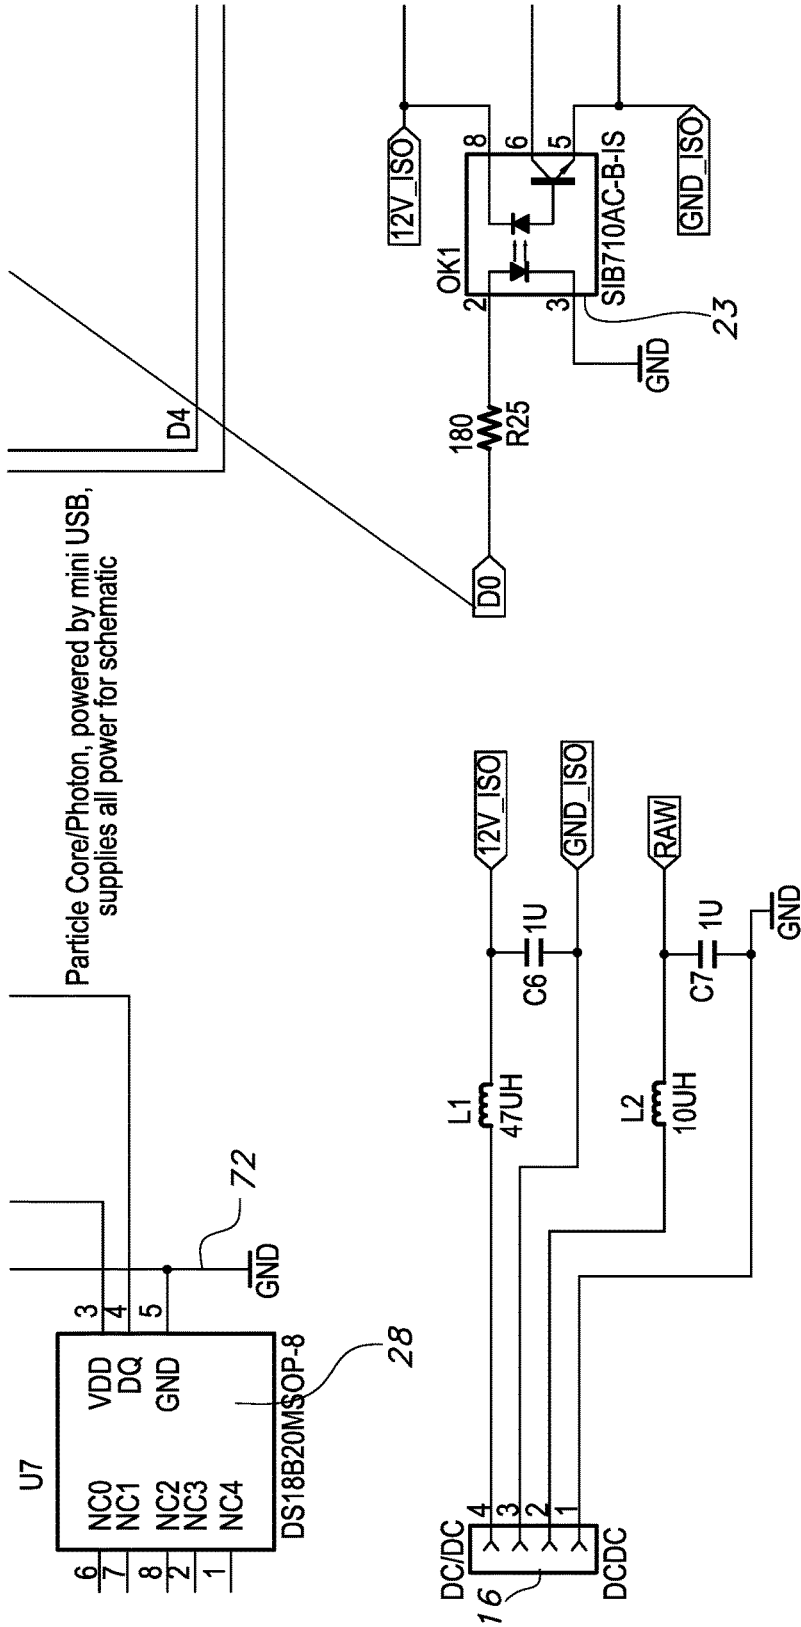 U7
6
7
8
2
1
NC0
NC1
NC2
NC3
NC4
VDD
DQ
GND
3
4
5
DS18B20MSOP-8
28
72
GND
Particle Core/Photon, powered by mini USB,
supplies all power for schematic
D4
DC/DC
4
3
2
1
DCDC
16
L1
47UH
C6 1U
12V_ISO
GND_ISO
L2
10UH
C7 1U
RAW
GND
D0
180
R25
OK1
2
3
8
6
5
SIB710AC-B-IS
23
GND
12V_ISO
GND_ISO